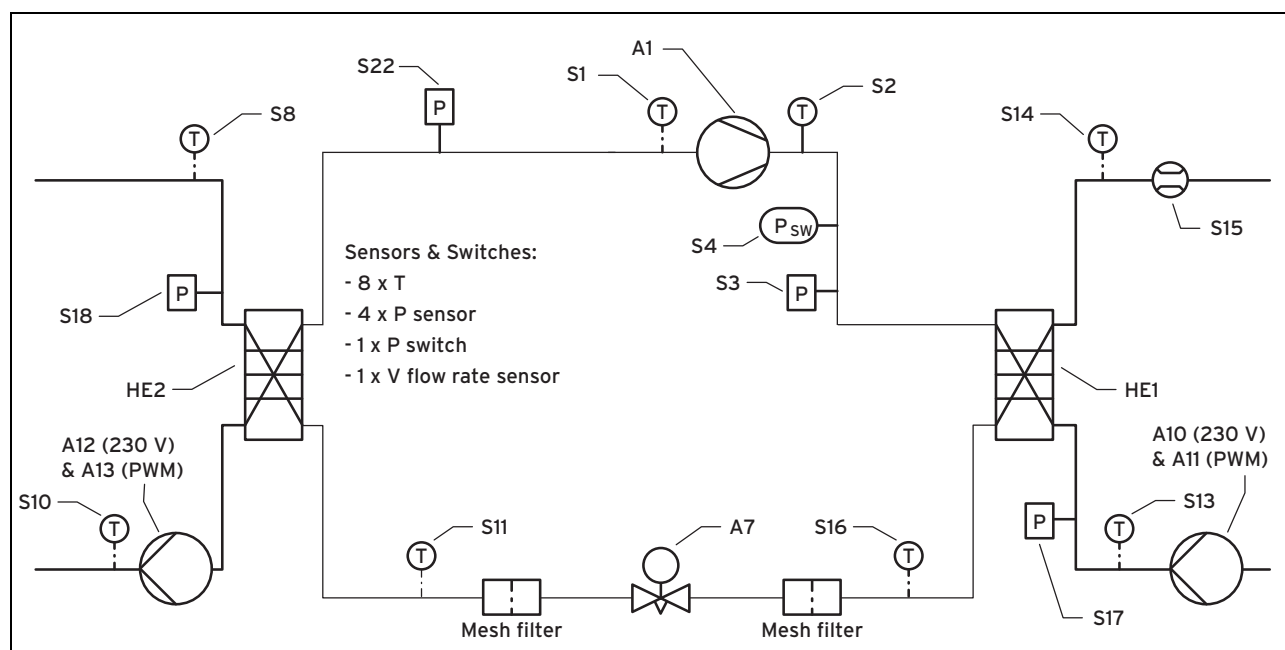 A1
S22
S1
S2
S8
S14
P
T
T
T
T
P SW
S4
S15
Sensors & Switches:
- 8 x T
- 4 x P sensor
- 1 x P switch
- 1 x V flow rate sensor
S3
P
P
S18
HE2
HE1
A12 (230 V)
& A13 (PWM)
A10 (230 V)
& A11 (PWM)
S10
S11
A7
S16
S13
T
P
T
T
T
S17
Mesh filter
Mesh filter